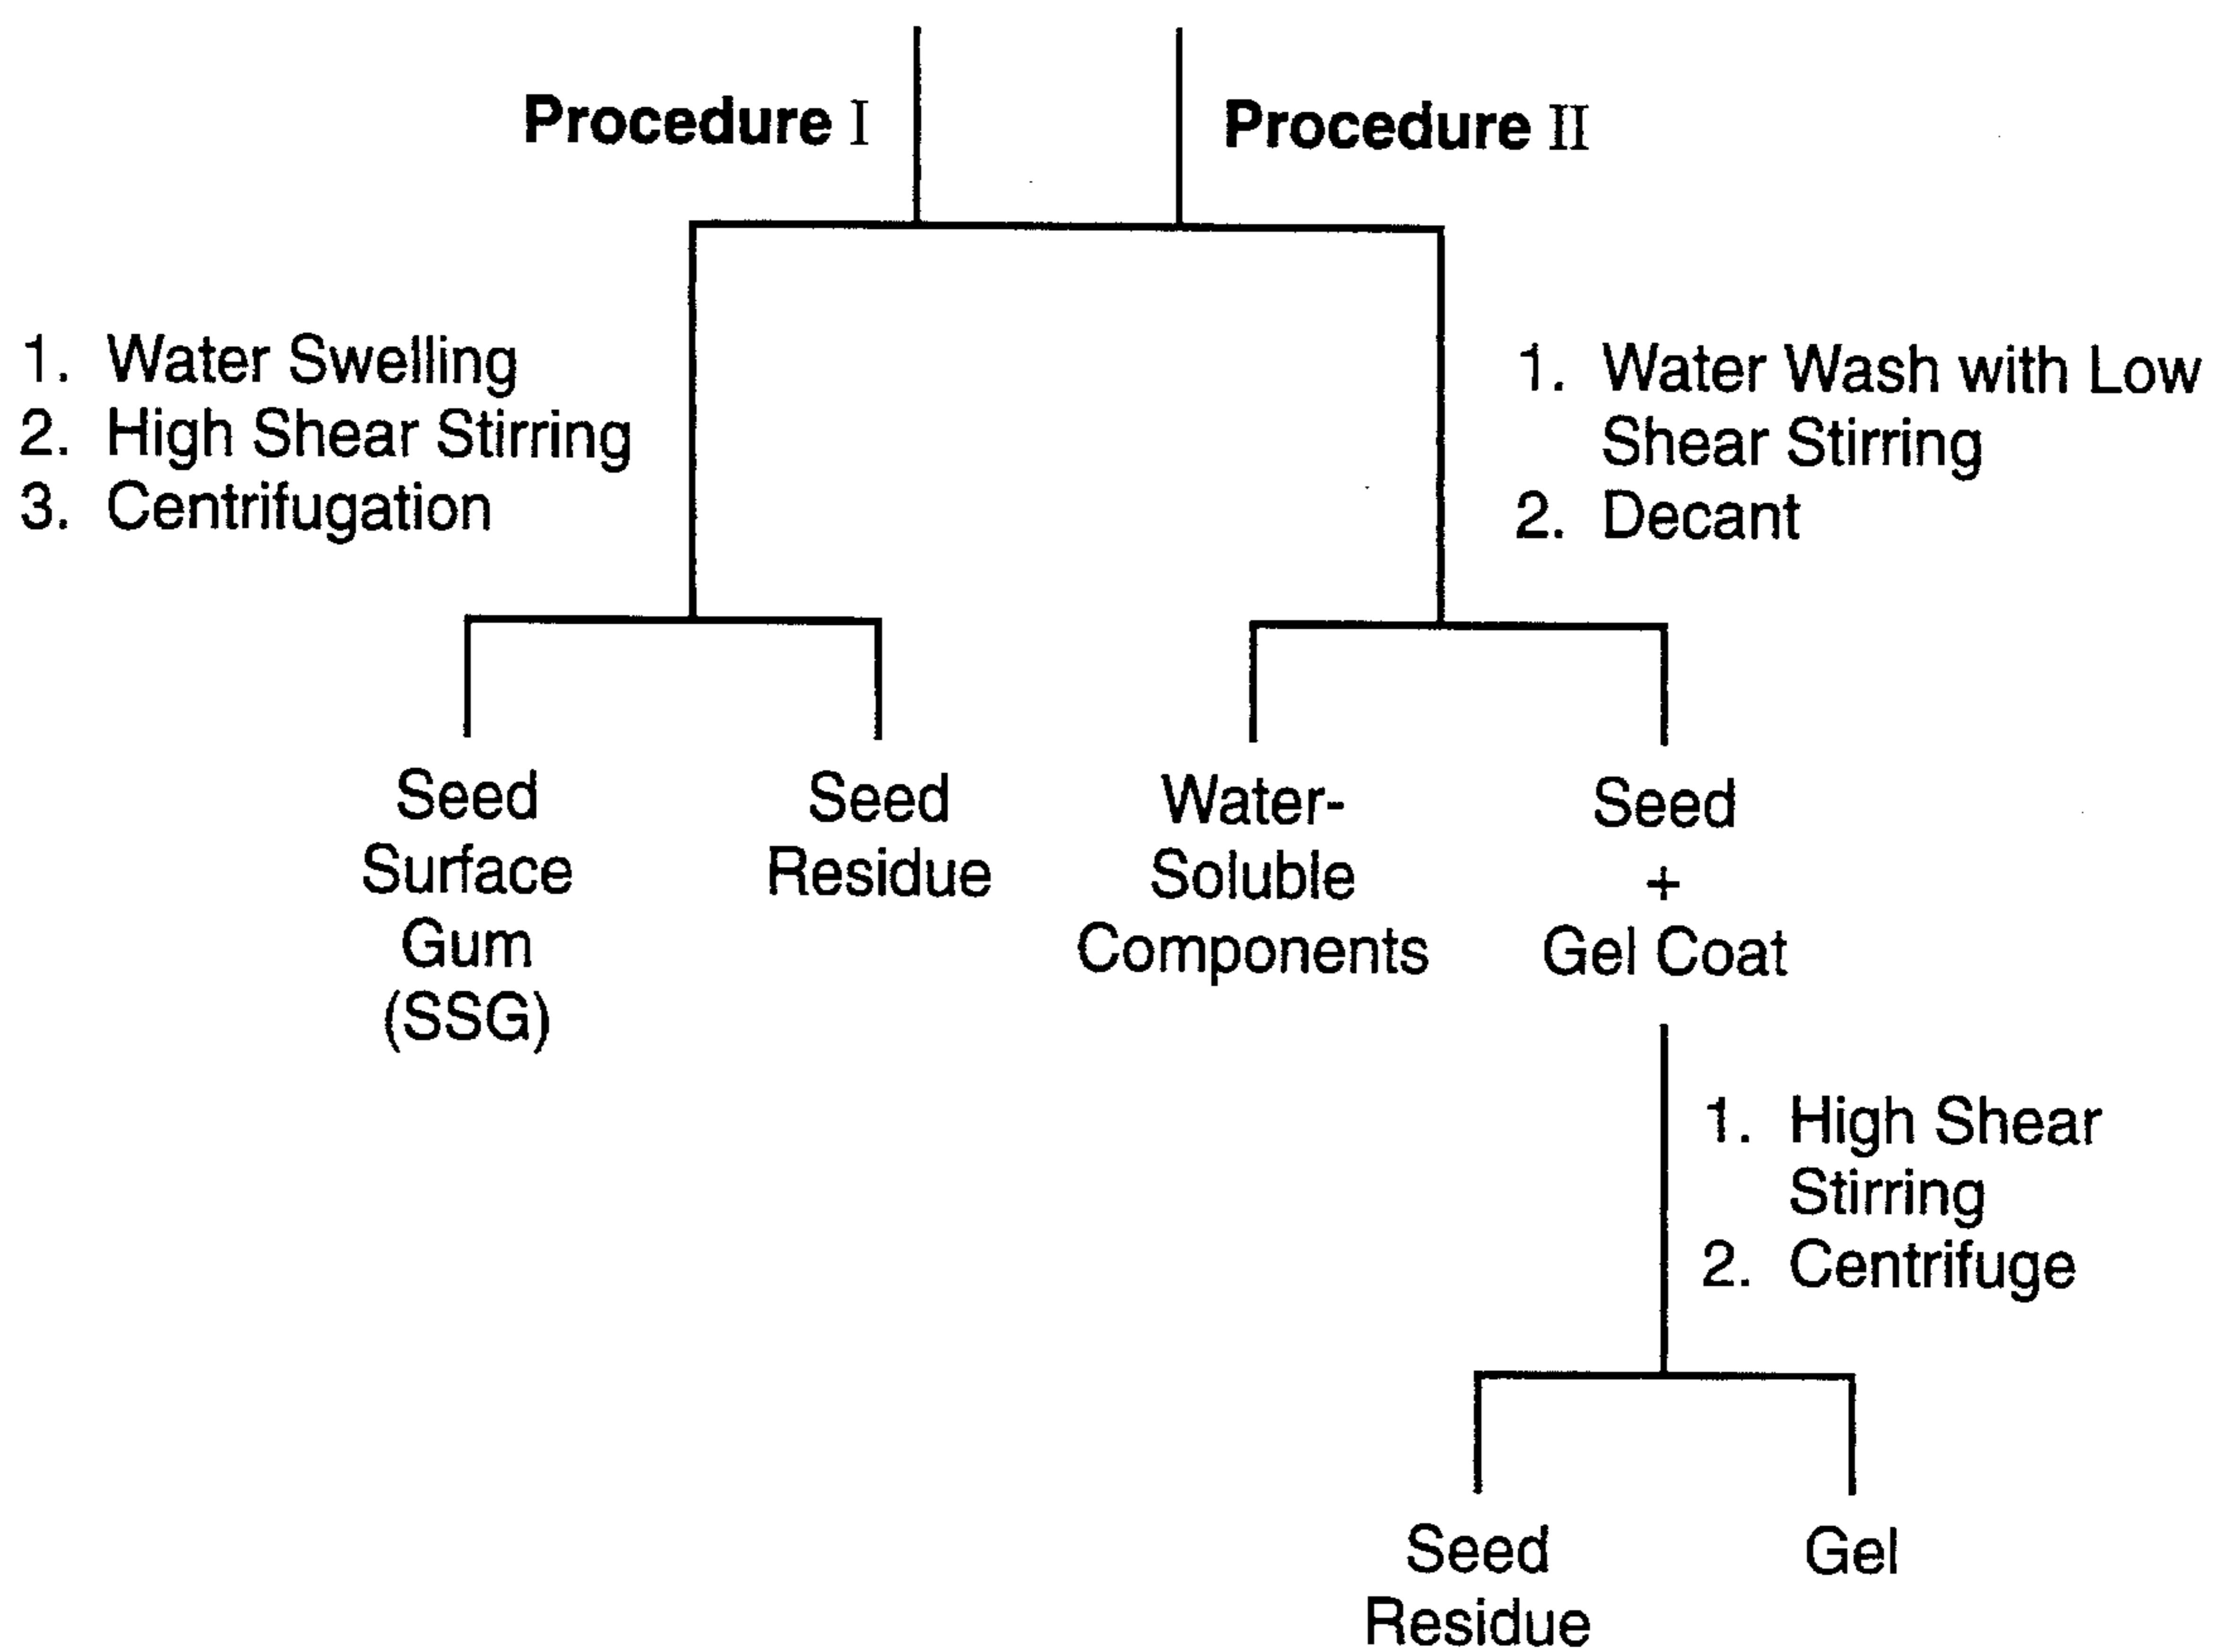 Procedure I
Procedure II
1. Water Swelling
2. High Shear Stirring
3. Centrifugation
1. Water Wash with Low
Shear Stirring
2. Decant
Seed
Surface
Gum
(SSG)
Seed
Residue
Water-
Soluble
Components
Seed
+
Gel Coat
1. High Shear
Stirring
2. Centrifuge
Seed
Residue
Gel